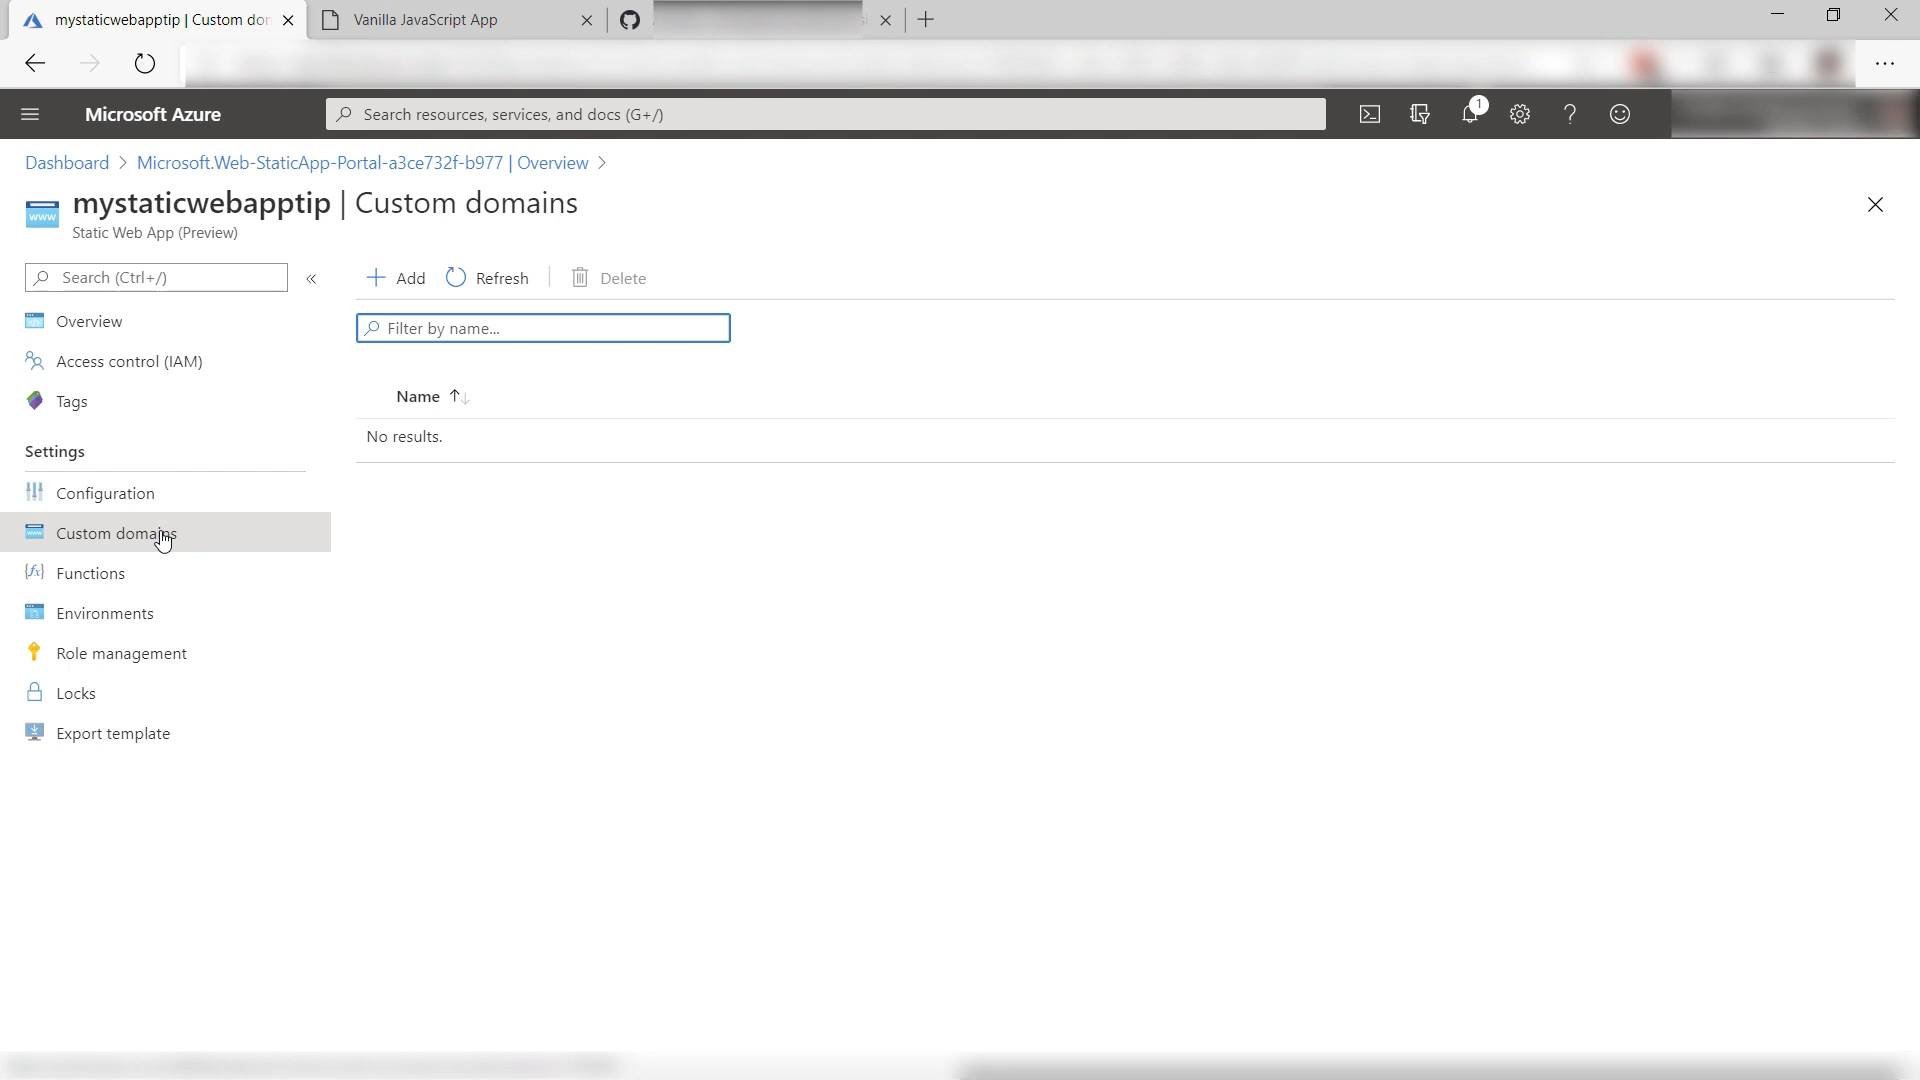 mystaticwebapptip | Custom don
Vanilla JavaScript App
Microsoft Azure
Search resources, services, and docs (G+/)
1
Dashboard > Microsoft.Web-StaticApp-Portal-a3ce732f-b977 | Overview >
mystaticwebapptip | Custom domains
Static Web App (Preview)
Search (Ctrl+/)
«
Add
Refresh
Delete
Overview
Filter by name...
Access control (IAM)
Name ↑↓
Tags
No results.
Settings
Configuration
Custom domains
Functions
Environments
Role management
Locks
Export template